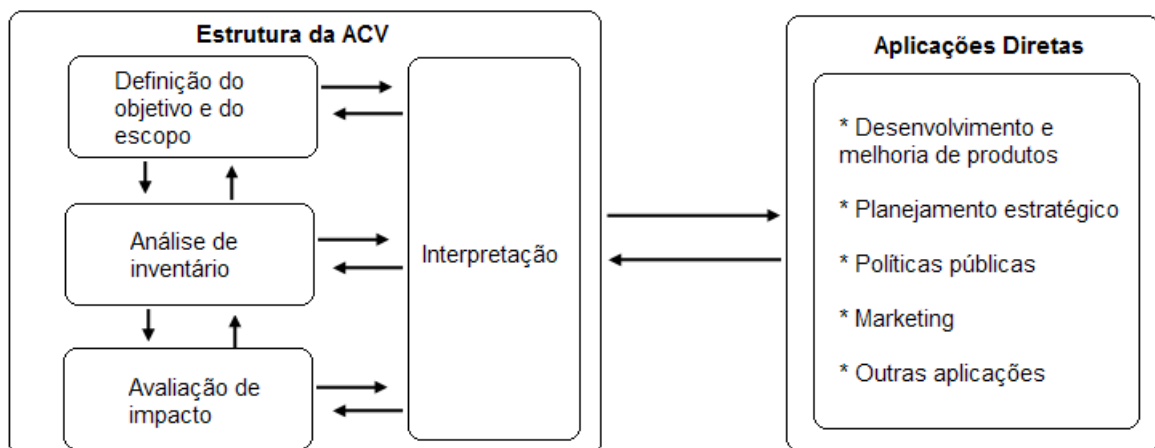 Estrutura da ACV
Definição do
objetivo e do
escopo
Análise de
inventário
Avaliação de
impacto
Interpretação
Aplicações Diretas
* Desenvolvimento e
melhoria de produtos
* Planejamento estratégico
* Políticas públicas
* Marketing
* Outras aplicações